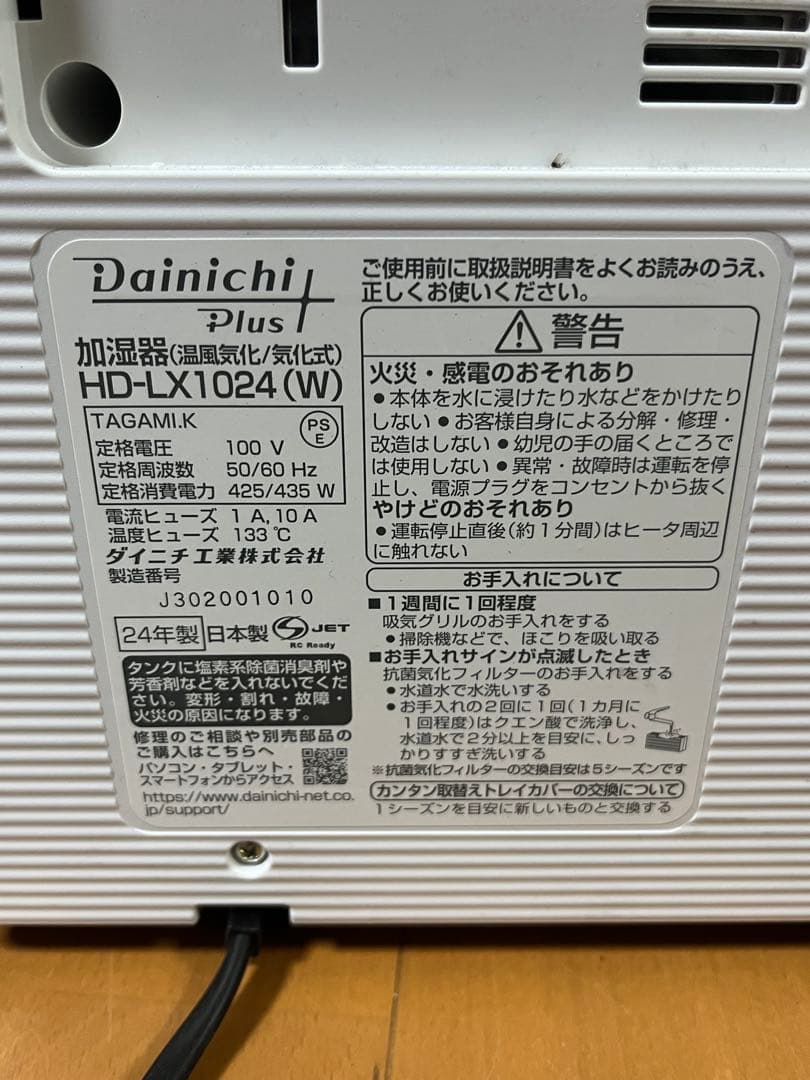 Dainichi
Plus
加湿器(温風気化/気化式)
HD-LX1024(W)
TAGAMI.K
PS
E
定格電圧 100 V
定格周波数 50/60 Hz
定格消費電力 425/435 W
電流ヒューズ 1 A,10 A
温度ヒューズ 133℃
ダイニチ工業株式会社
製造番号
J302001010
24年製 日本製 S JET
RC Ready
タンクに塩素系除菌消臭剤や
芳香剤などを入れないでくだ
さい。変形・割れ・故障・
火災の原因になります。
修理のご相談や別売部品の
ご購入はこちらへ
パソコン・タブレット・
スマートフォンからアクセス
https://www.dainichi-net.co.
jp/support/
ご使用前に取扱説明書をよくお読みのうえ、
正しくお使いください。
警告
火災・感電のおそれあり
●本体を水に浸けたり水などをかけたり
しない ●お客様自身による分解・修理・
改造はしない ●幼児の手の届くところで
は使用しない ●異常・故障時は運転を停
止し、電源プラグをコンセントから抜く
やけどのおそれあり
●運転停止直後(約1分間)はヒータ周辺
に触れない
お手入れについて
■1週間に1回程度
吸気グリルのお手入れをする
●掃除機などで、ほこりを吸い取る
■お手入れサインが点滅したとき
抗菌気化フィルターのお手入れをする
●水道水で水洗いする
●お手入れの2回に1回(1カ月に
1回程度)はクエン酸で洗浄し、
水道水で2分以上を目安に、しっ
かりすすぎ洗いする
※抗菌気化フィルターの交換目安は5シーズンです
カンタン取替えトレイカバーの交換について
1シーズンを目安に新しいものと交換する